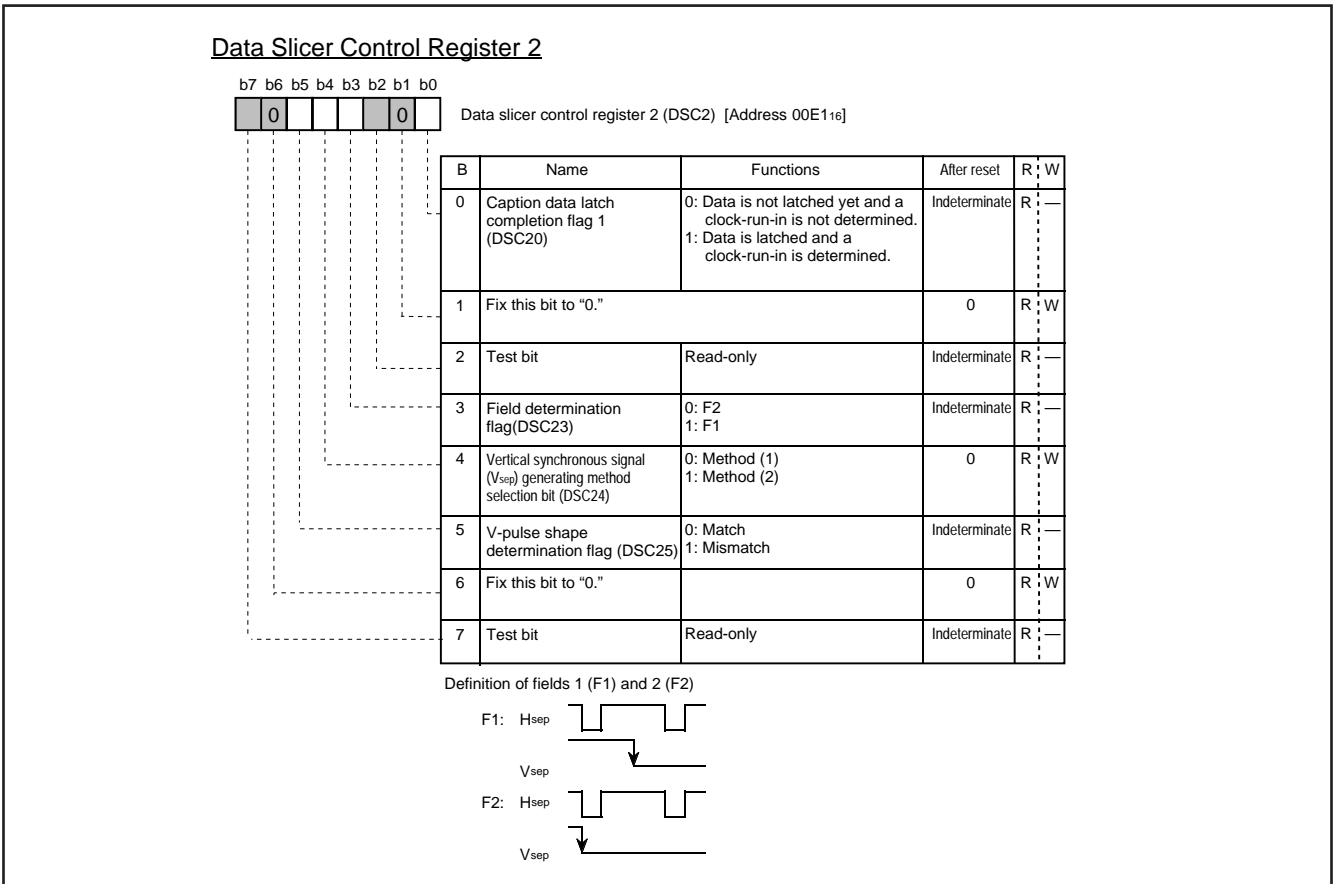 Data Slicer Control Register 2
b7 b6 b5 b4 b3 b2 b1 b0
0 0
Data slicer control register 2 (DSC2) [Address 00E116]
B Name Functions After reset R W
0 Caption data latch completion flag 1 (DSC20) 0: Data is not latched yet and a clock-run-in is not determined. 1: Data is latched and a clock-run-in is determined. Indeterminate R —
1 Fix this bit to “0.” 0 R W
2 Test bit Read-only Indeterminate R —
3 Field determination flag(DSC23) 0: F2 1: F1 Indeterminate R —
4 Vertical synchronous signal (Vsep) generating method selection bit (DSC24) 0: Method (1) 1: Method (2) 0 R W
5 V-pulse shape determination flag (DSC25) 0: Match 1: Mismatch Indeterminate R —
6 Fix this bit to “0.” 0 R W
7 Test bit Read-only Indeterminate R —
Definition of fields 1 (F1) and 2 (F2)
F1: Hsep
Vsep
F2: Hsep
Vsep